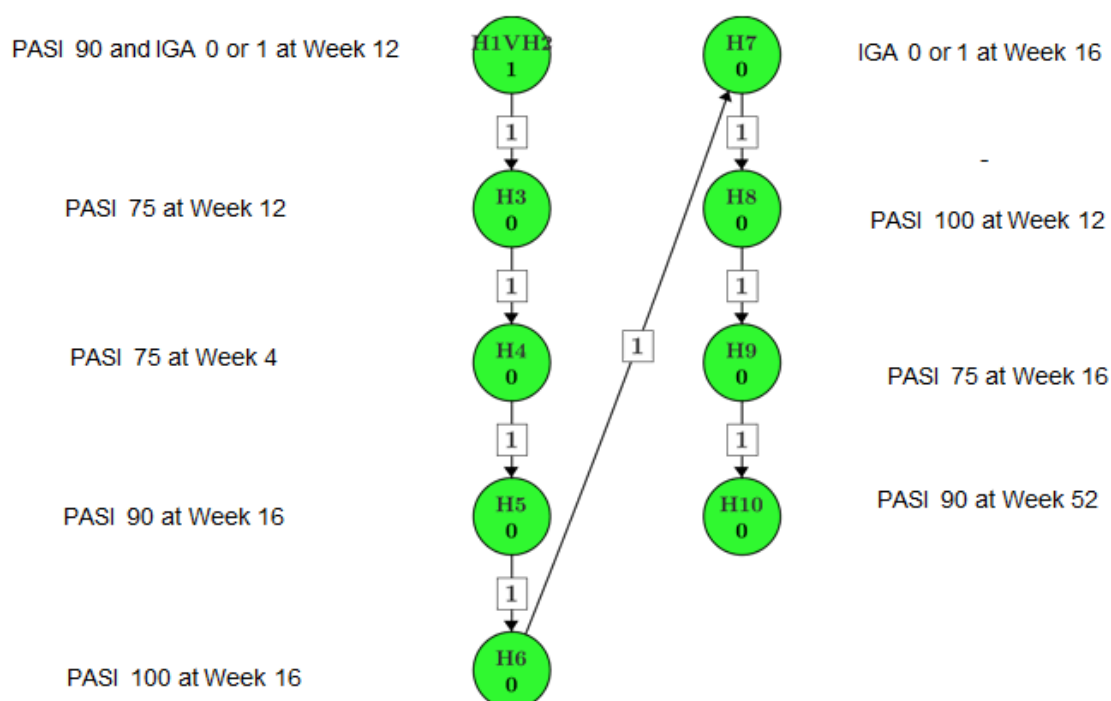 PASI 90 and IGA 0 or 1 at Week 12
H1VH2
1
1
PASI 75 at Week 12
H3
0
1
PASI 75 at Week 4
H4
0
1
PASI 90 at Week 16
H5
0
1
PASI 100 at Week 16
H6
0
1
H7
0
IGA 0 or 1 at Week 16
1
-
H8
0
PASI 100 at Week 12
1
H9
0
PASI 75 at Week 16
1
H10
0
PASI 90 at Week 52